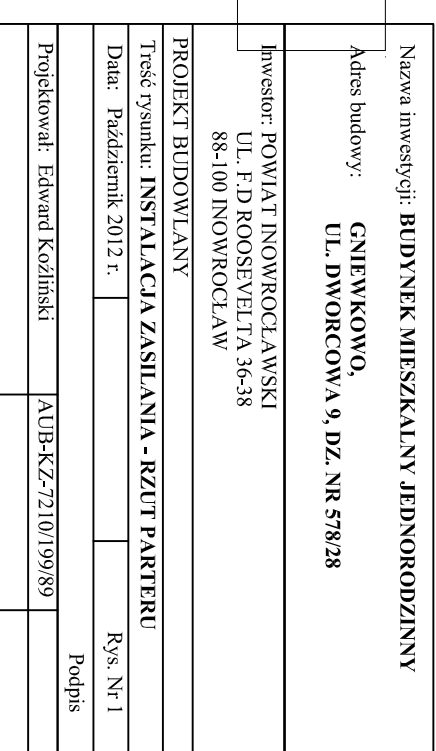 Nazwa inwestycji: BUDYNEK MIESZKALNY JEDNORODZINNY
Adres budowy: GNIEWKOWO,
UL. DWORCOWA 9, DZ. NR 578/28
Inwestor: POWIAT INOWROCŁAWSKI
UL. F.D ROOSEVELTA 36-38
88-100 INOWROCŁAW
PROJEKT BUDOWLANY
Treść rysunku: INSTALACJA ZASILANIA - RZUT PARTERU
Data: Październik 2012 r. Rys. Nr 1
Podpis
Projektował: Edward Koźliński AUB-KZ-7210/199/89